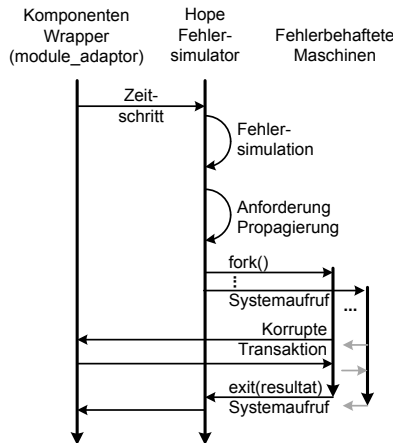 Komponenten
Wrapper
(module_adaptor)
Hope
Fehler-
simulator
Fehlerbehaftete
Maschinen
Zeit-
schritt
Fehler-
simulation
Anforderung
Propagierung
fork()
Systemaufruf
...
Korrupte
Transaktion
exit(resultat)
Systemaufruf